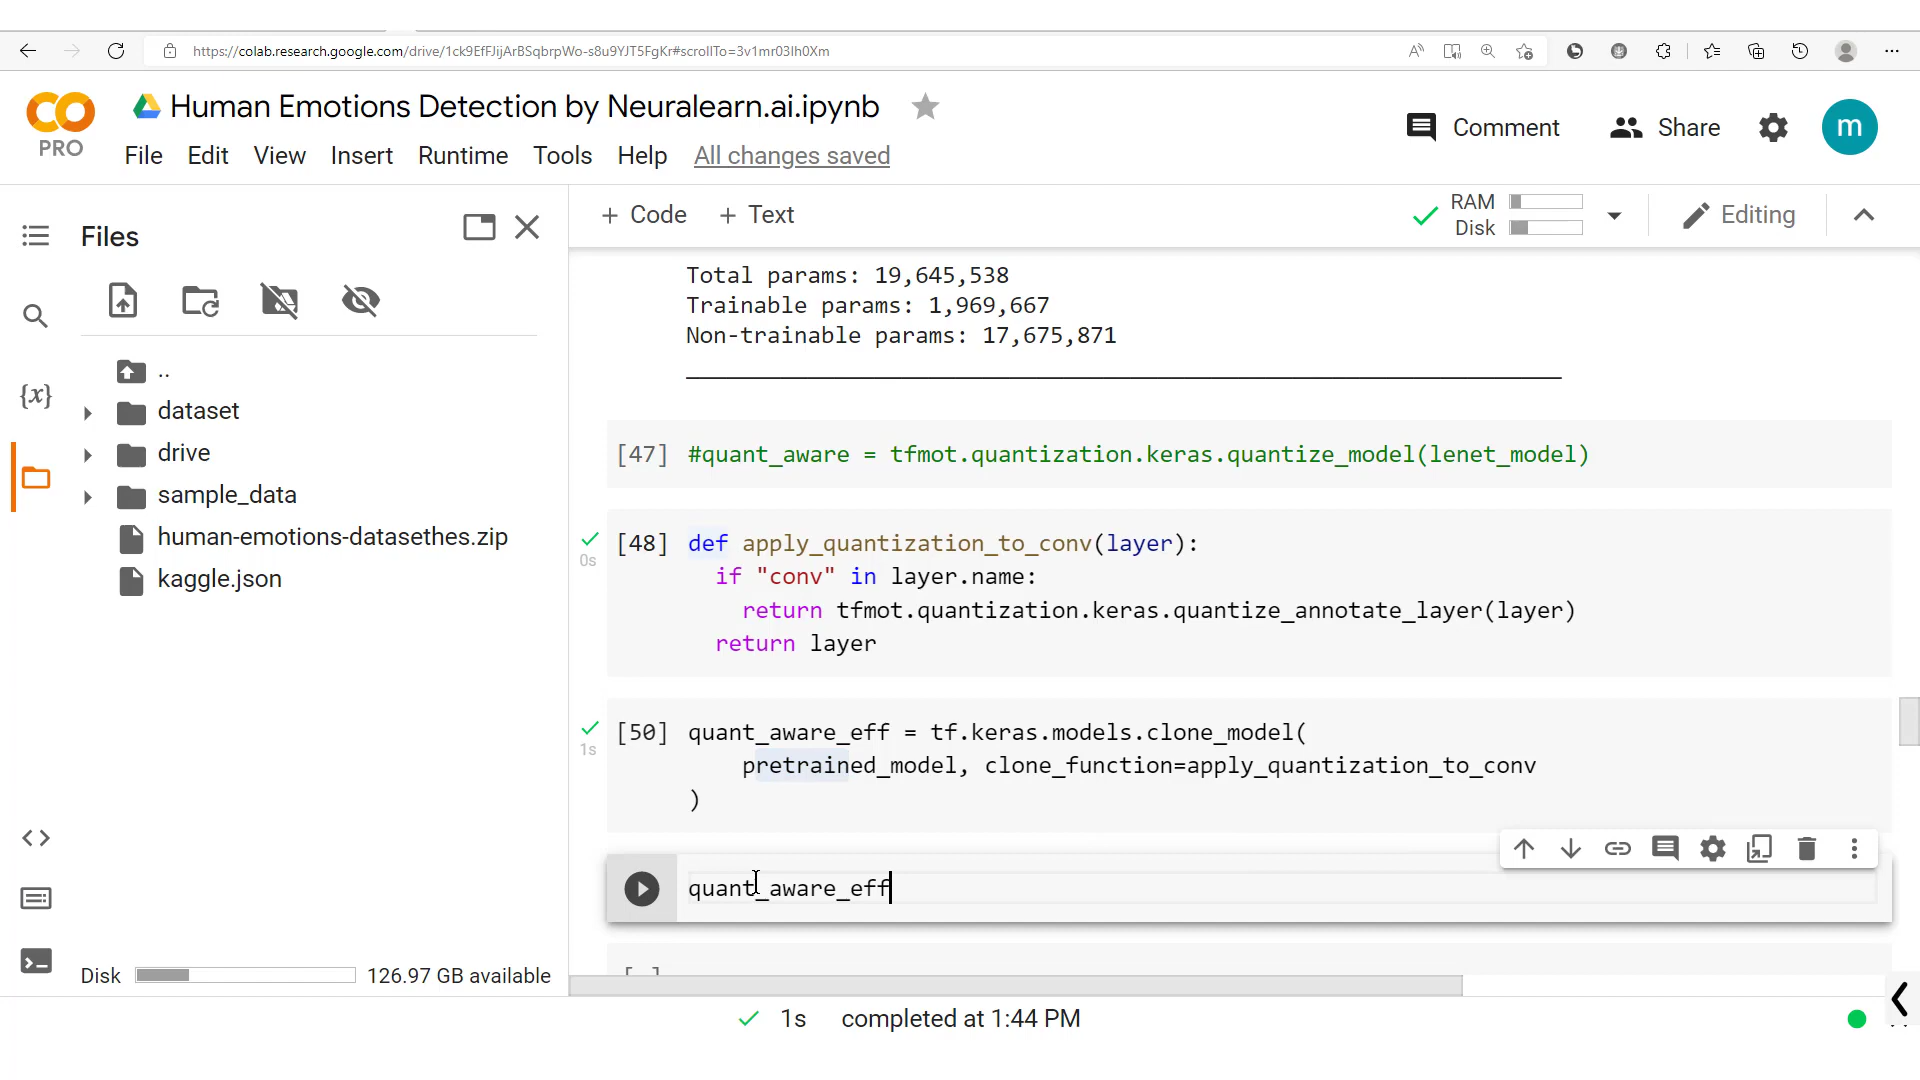 https://colab.research.google.com/drive/1ck9EfFJijArBSqbrpWo-s8u9YJT5FgKr#scrollTo=3v1mr03Ih0Xm
PRO
Human Emotions Detection by Neuralearn.ai.ipynb
File Edit View Insert Runtime Tools Help All changes saved
Comment
Share
m
Files
+ Code + Text
RAM
Disk
Editing
..
dataset
drive
sample_data
human-emotions-datasethes.zip
kaggle.json
{x}
Disk 126.97 GB available
Total params: 19,645,538
Trainable params: 1,969,667
Non-trainable params: 17,675,871
[47] #quant_aware = tfmot.quantization.keras.quantize_model(lenet_model)
[48] def apply_quantization_to_conv(layer):
0s
if "conv" in layer.name:
return tfmot.quantization.keras.quantize_annotate_layer(layer)
return layer
[50] quant_aware_eff = tf.keras.models.clone_model(
1s
pretrained_model, clone_function=apply_quantization_to_conv
)
quant_aware_eff
[ ]
1s completed at 1:44 PM